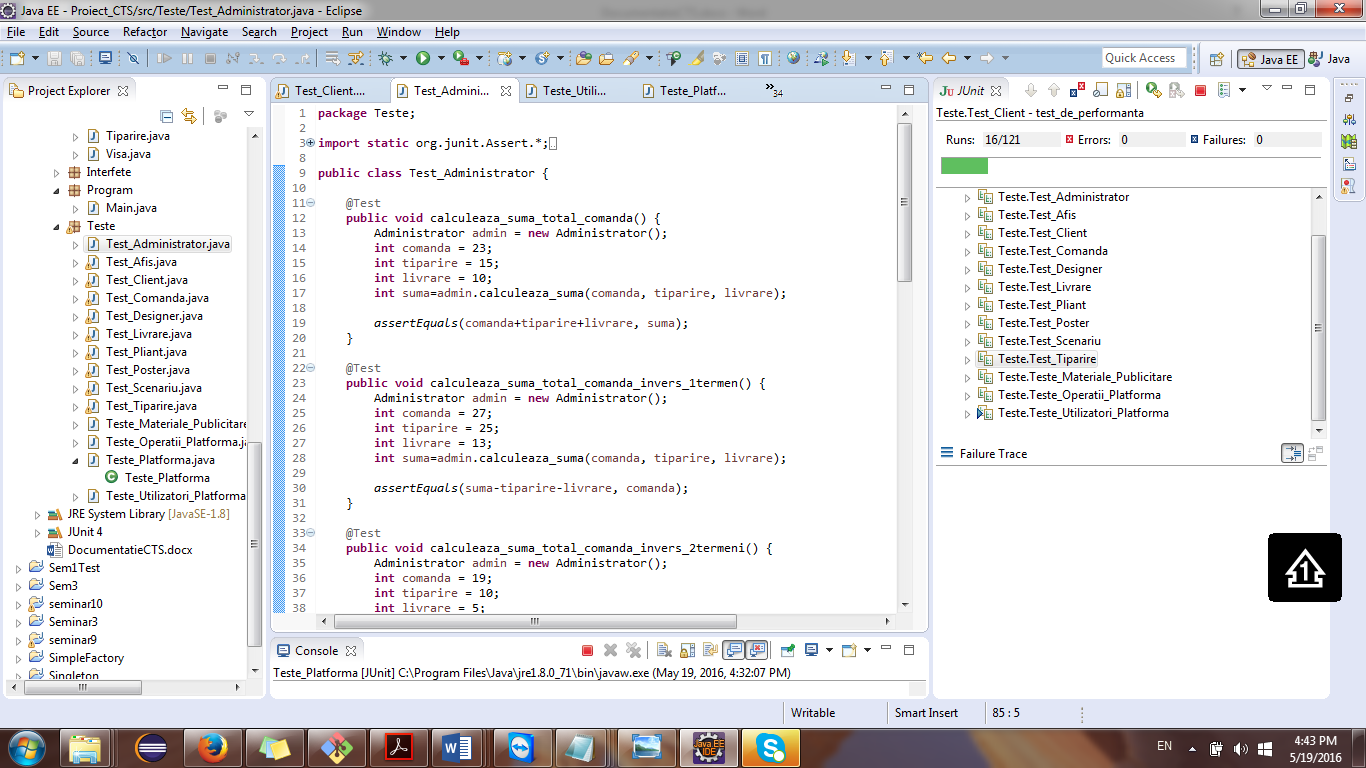 Java EE - Proiect_CTS/src/Teste/Test_Administrator.java - Eclipse
File Edit Source Refactor Navigate Search Project Run Window Help
Quick Access
Java EE
Java
Project Explorer
Tiparire.java
Visa.java
Interfete
Program
Main.java
Teste
Test_Administrator.java
Test_Afis.java
Test_Client.java
Test_Comanda.java
Test_Designer.java
Test_Livrare.java
Test_Pliant.java
Test_Poster.java
Test_Scenariu.java
Test_Tiparire.java
Teste_Materiale_Publicitare
Teste_Operatii_Platforma.ja
Teste_Platforma.java
Teste_Platforma
Teste_Utilizatori_Platforma
JRE System Library [JavaSE-1.8]
JUnit 4
DocumentatieCTS.docx
Sem1Test
Sem3
seminar10
Seminar3
seminar9
SimpleFactory
Singleton
Test_Client.... Test_Admini... Teste_Utili... Teste_Platf... 34
1 package Teste;
2
3 import static org.junit.Assert.*;
8
9 public class Test_Administrator {
10
11 @Test
12 public void calculeaza_suma_total_comanda() {
13 Administrator admin = new Administrator();
14 int comanda = 23;
15 int tiparire = 15;
16 int livrare = 10;
17 int suma=admin.calculeaza_suma(comanda, tiparire, livrare);
18
19 assertEquals(comanda+tiparire+livrare, suma);
20 }
21
22 @Test
23 public void calculeaza_suma_total_comanda_invers_1termen() {
24 Administrator admin = new Administrator();
25 int comanda = 27;
26 int tiparire = 25;
27 int livrare = 13;
28 int suma=admin.calculeaza_suma(comanda, tiparire, livrare);
29
30 assertEquals(suma-tiparire-livrare, comanda);
31 }
32
33 @Test
34 public void calculeaza_suma_total_comanda_invers_2termeni() {
35 Administrator admin = new Administrator();
36 int comanda = 19;
37 int tiparire = 10;
38 int livrare = 5;
Console
Teste_Platforma [JUnit] C:\Program Files\Java\jre1.8.0_71\bin\javaw.exe (May 19, 2016, 4:32:07 PM)
JUnit
Teste.Test_Client - test_de_performanta
Runs: 16/121 Errors: 0 Failures: 0
Teste.Test_Administrator
Teste.Test_Afis
Teste.Test_Client
Teste.Test_Comanda
Teste.Test_Designer
Teste.Test_Livrare
Teste.Test_Pliant
Teste.Test_Poster
Teste.Test_Scenariu
Teste.Test_Tiparire
Teste.Teste_Materiale_Publicitare
Teste.Teste_Operatii_Platforma
Teste.Teste_Utilizatori_Platforma
Failure Trace
1
Writable Smart Insert 85 : 5
Java EE
IDE
EN
4:43 PM
5/19/2016